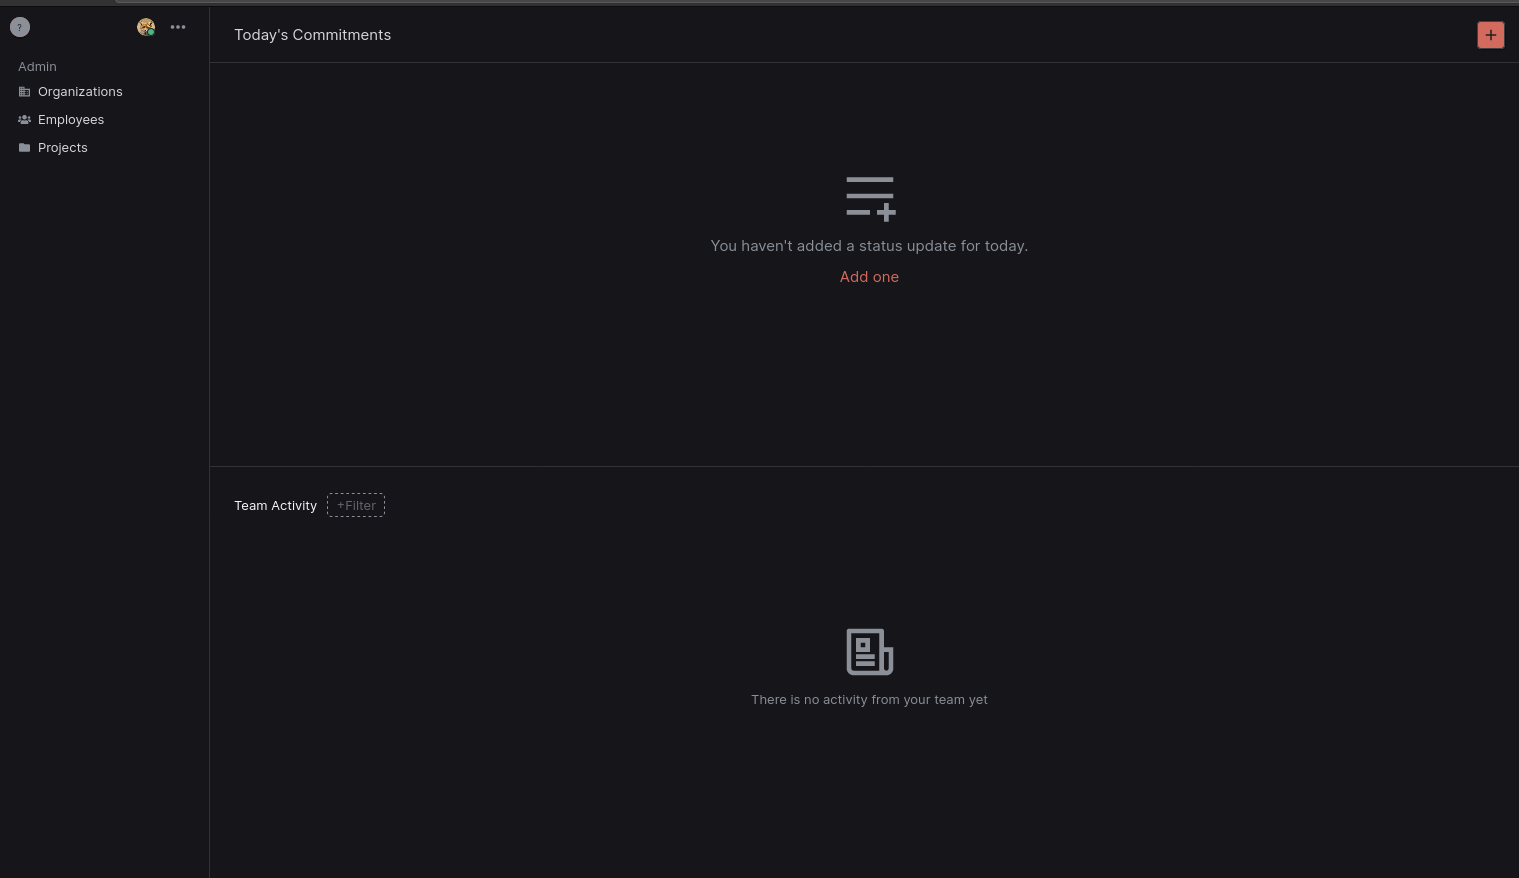 ?
Admin
Organizations
Employees
Projects
Today's Commitments
You haven't added a status update for today.
Add one
Team Activity
+Filter
There is no activity from your team yet